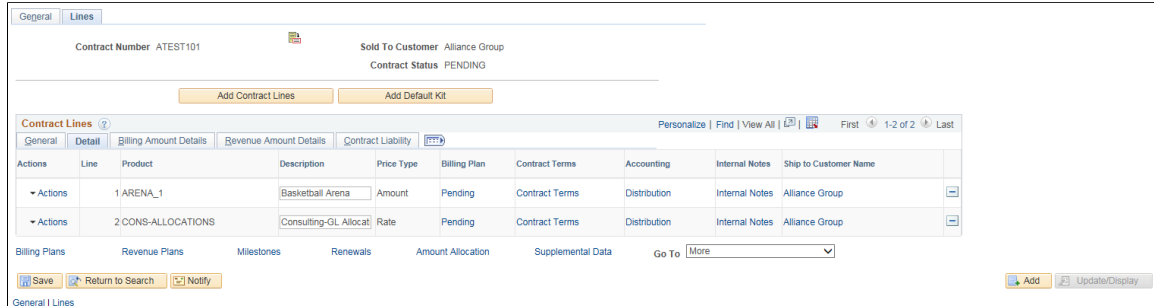 General Lines
Contract Number ATEST101 Sold To Customer Alliance Group
Contract Status PENDING
Add Contract Lines Add Default Kit
Contract Lines ? Personalize | Find | View All | | First 1-2 of 2 Last
General Detail Billing Amount Details Revenue Amount Details Contract Liability
Actions Line Product Description Price Type Billing Plan Contract Terms Accounting Internal Notes Ship to Customer Name
Actions 1 ARENA_1 Basketball Arena Amount Pending Contract Terms Distribution Internal Notes Alliance Group
Actions 2 CONS-ALLOCATIONS Consulting-GL Allocat Rate Pending Contract Terms Distribution Internal Notes Alliance Group
Billing Plans Revenue Plans Milestones Renewals Amount Allocation Supplemental Data Go To More
Save Return to Search Notify Add Update/Display
General | Lines